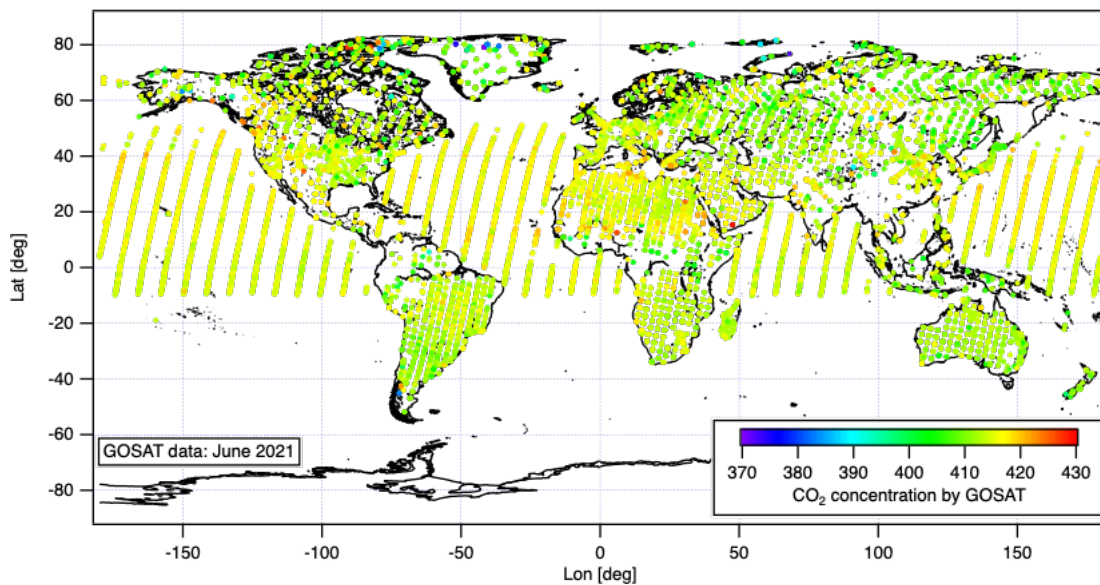 80
60
40
20
0
-20
-40
-60
-80
Lat [deg]
GOSAT data: June 2021
370 380 390 400 410 420 430
CO₂ concentration by GOSAT
-150 -100 -50 0 50 100 150
Lon [deg]